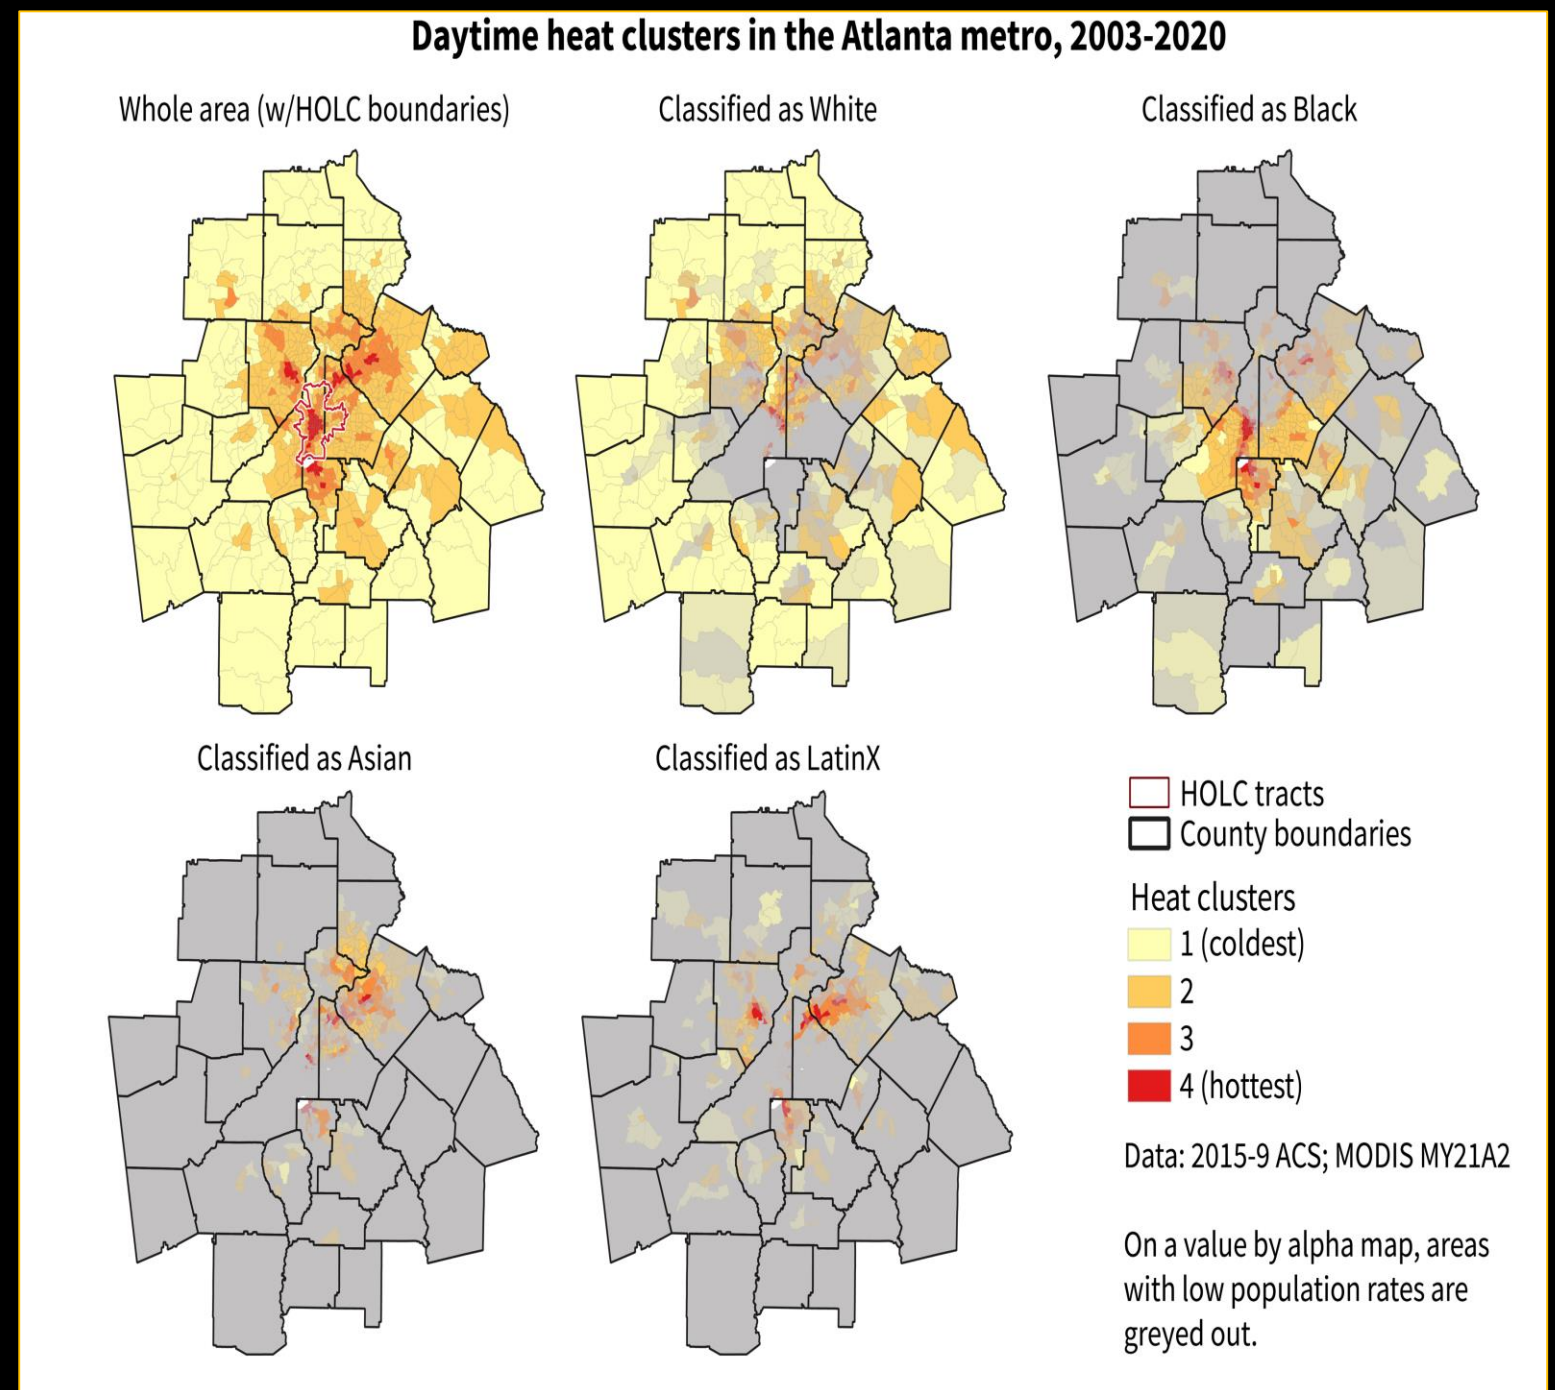 Daytime heat clusters in the Atlanta metro, 2003-2020
Whole area (w/HOLC boundaries)
Classified as White
Classified as Black
Classified as Asian
Classified as LatinX
HOLC tracts
County boundaries
Heat clusters
1 (coldest)
2
3
4 (hottest)
Data: 2015-9 ACS; MODIS MY21A2
On a value by alpha map, areas
with low population rates are
greyed out.